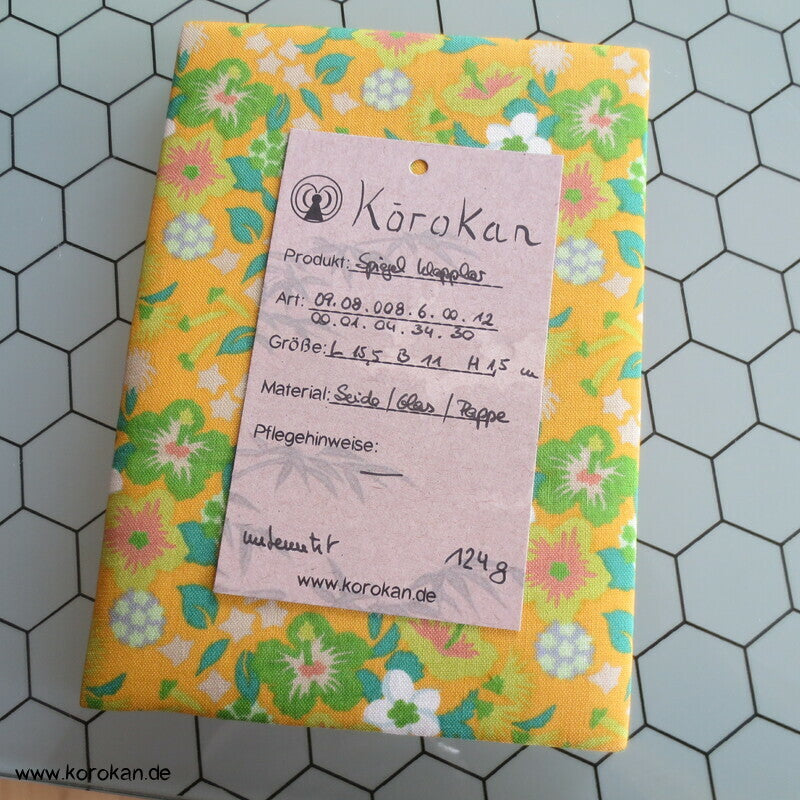 Kōrokan
Produkt: Spiegel klappbar
Art: 09.08.008.6.00.12
00.01.04.34.30
Größe: L 15,5 B 11 H 1,5 cm
Material: Seide / Glas / Pappe
Pflegehinweise: —
unbenutzt
124g
www.korokan.de
www.korokan.de